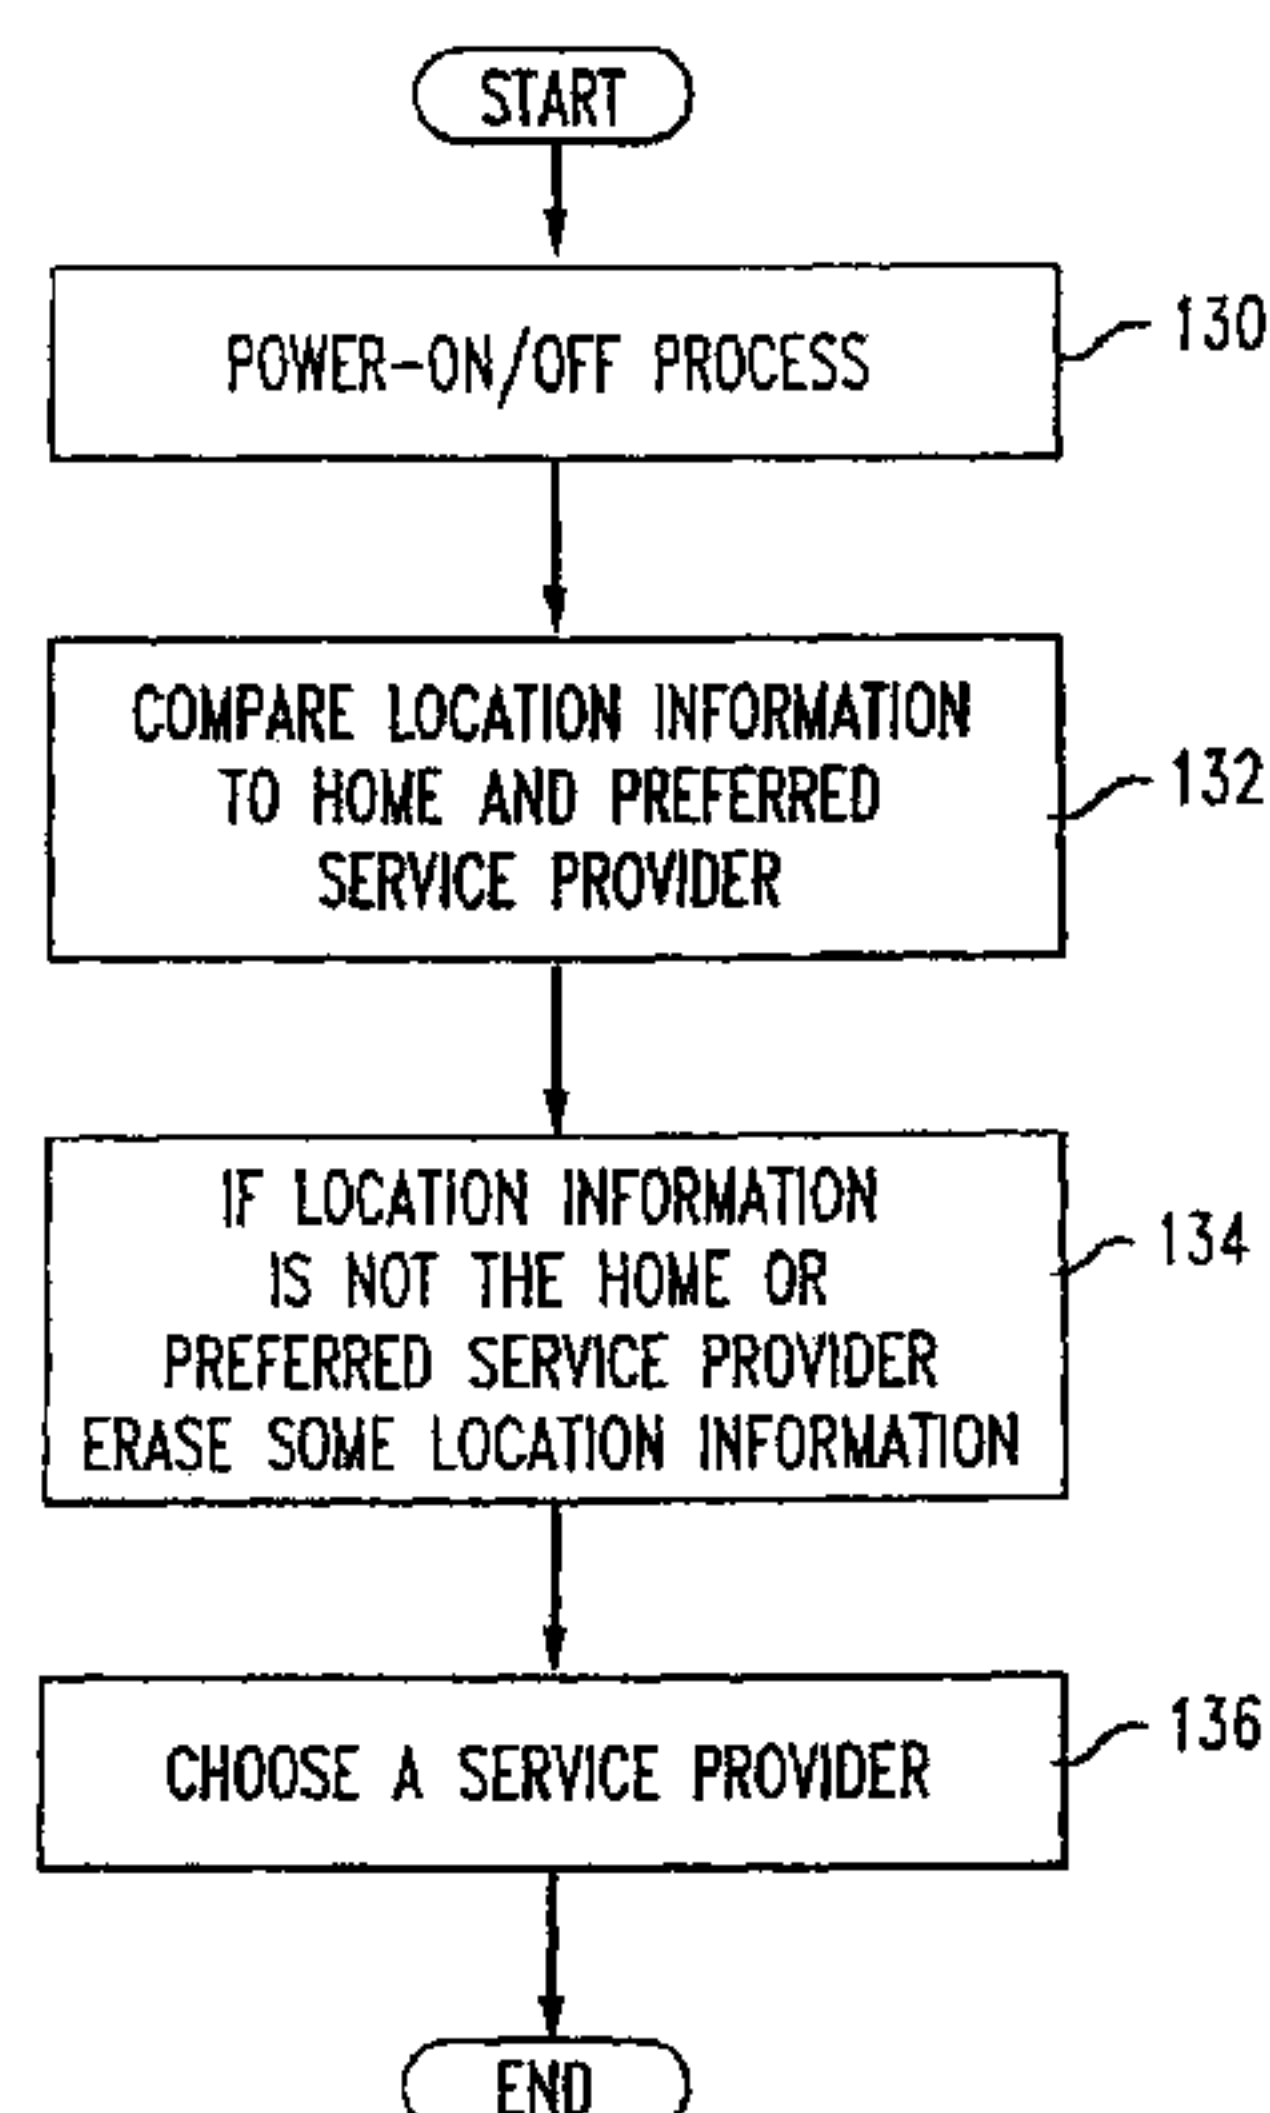 START
POWER-ON/OFF PROCESS
130
COMPARE LOCATION INFORMATION
TO HOME AND PREFERRED
SERVICE PROVIDER
132
IF LOCATION INFORMATION
IS NOT THE HOME OR
PREFERRED SERVICE PROVIDER
ERASE SOME LOCATION INFORMATION
134
CHOOSE A SERVICE PROVIDER
136
END